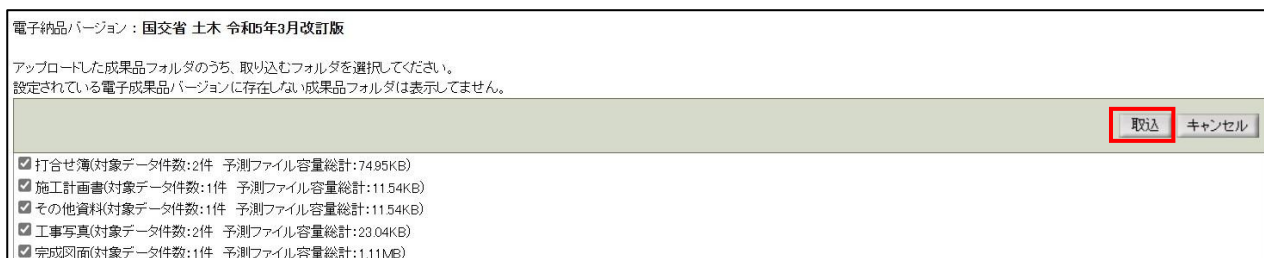 電子納品バージョン：国交省 土木 令和5年3月改訂版
アップロードした成果品フォルダのうち、取り込むフォルダを選択してください。
設定されている電子成果品バージョンに存在しない成果品フォルダは表示してません。
取込 キャンセル
打合せ簿(対象データ件数:2件 予測ファイル容量総計:74.95KB)
施工計画書(対象データ件数:1件 予測ファイル容量総計:11.54KB)
その他資料(対象データ件数:1件 予測ファイル容量総計:11.54KB)
工事写真(対象データ件数:2件 予測ファイル容量総計:23.04KB)
完成図面(対象データ件数:1件 予測ファイル容量総計:1.11MB)